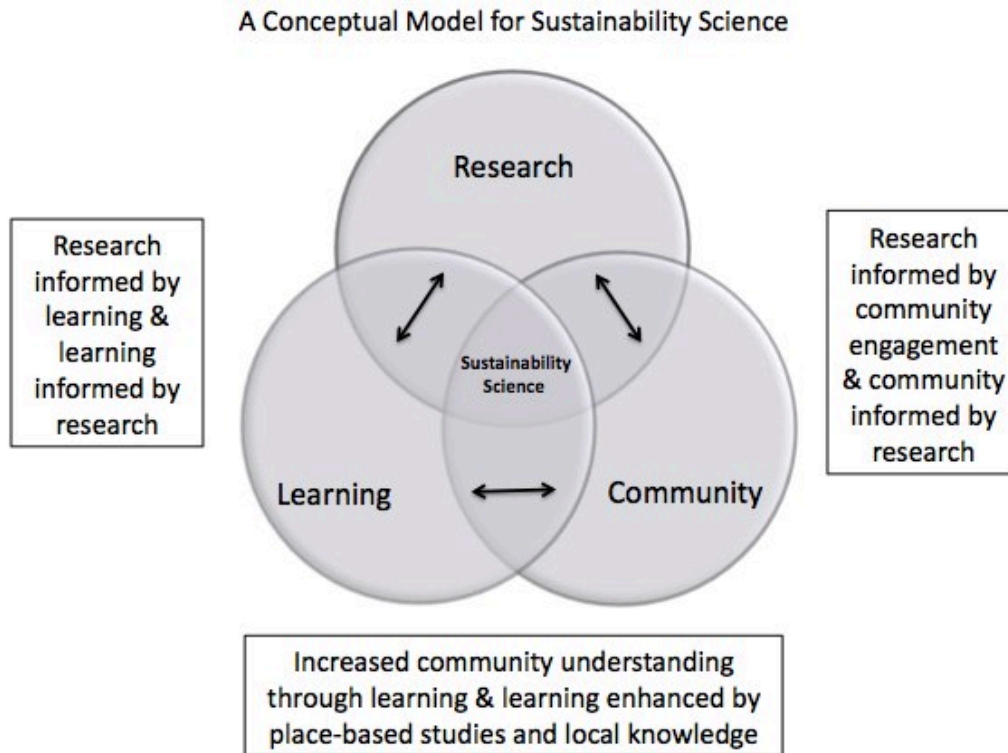 A Conceptual Model for Sustainability Science
Research
Research
informed by
learning &
learning
informed by
research
Research
informed by
community
engagement
& community
informed by
research
Sustainability
Science
Learning
Community
Increased community understanding
through learning & learning enhanced by
place-based studies and local knowledge